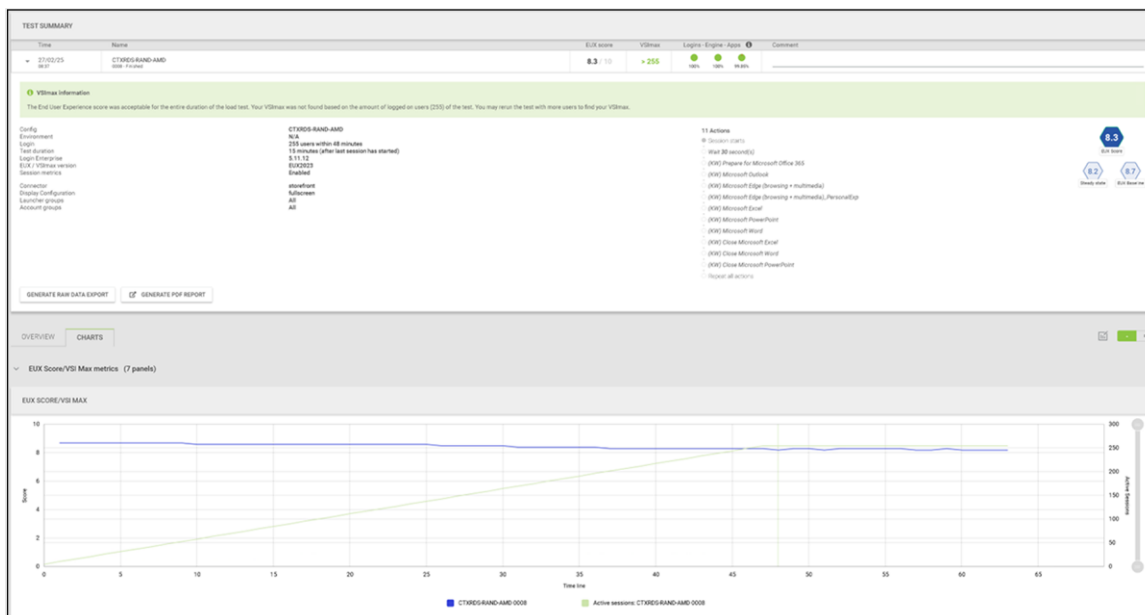 TEST SUMMARY
Time Name EUX score VSImax Logins - Engine - Apps Comment
27/02/25 CTXRDS-RAND-AMD 8.3 / 10 > 255
0008 - Finished 100% 100%
VSImax Information
The End User Experience score was acceptable for the entire duration of the load test. Your VSImax was not found based on the amount of logged on users (255) of the test. You may rerun the test with more users to find your VSImax.
Config CTXRDS-RAND-AMD
Environment N/A
Login 255 users within 48 minutes
Test duration 15 minutes (after last session has started)
Login Enterprise 5.11.12
EUX / VSImax version EUX2023
Session metrics Enabled
Connector storefront
Display Configuration fullscreen
Launcher groups All
Account groups All
11 Actions
Session starts
Wait 30 second(s)
(KW) Prepare for Microsoft Office 365
(KW) Microsoft Outlook
(KW) Microsoft Edge (browsing + multimedia)
(KW) Microsoft Edge (browsing + multimedia)_PersonalExp
(KW) Microsoft Excel
(KW) Microsoft PowerPoint
(KW) Microsoft Word
(KW) Close Microsoft Excel
(KW) Close Microsoft Word
(KW) Close Microsoft PowerPoint
Repeat all actions
8.3
EUX Score
8.2 8.7
Steady state EUX Base
GENERATE RAW DATA EXPORT GENERATE PDF REPORT
OVERVIEW CHARTS
EUX Score/VSI Max metrics (7 panels)
EUX SCORE/VSI MAX
10 300
250
8
200
6
150
4
100
2
50
0 0
Score
Active Sessions
0 5 10 15 20 25 30 35 40 45 50 55 60 65
Time line
CTXRDS-RAND-AMD 0008 Active sessions: CTXRDS-RAND-AMD 0008